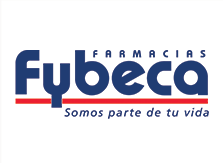 FARMACIAS
Fybeca
Somos parte de tu vida